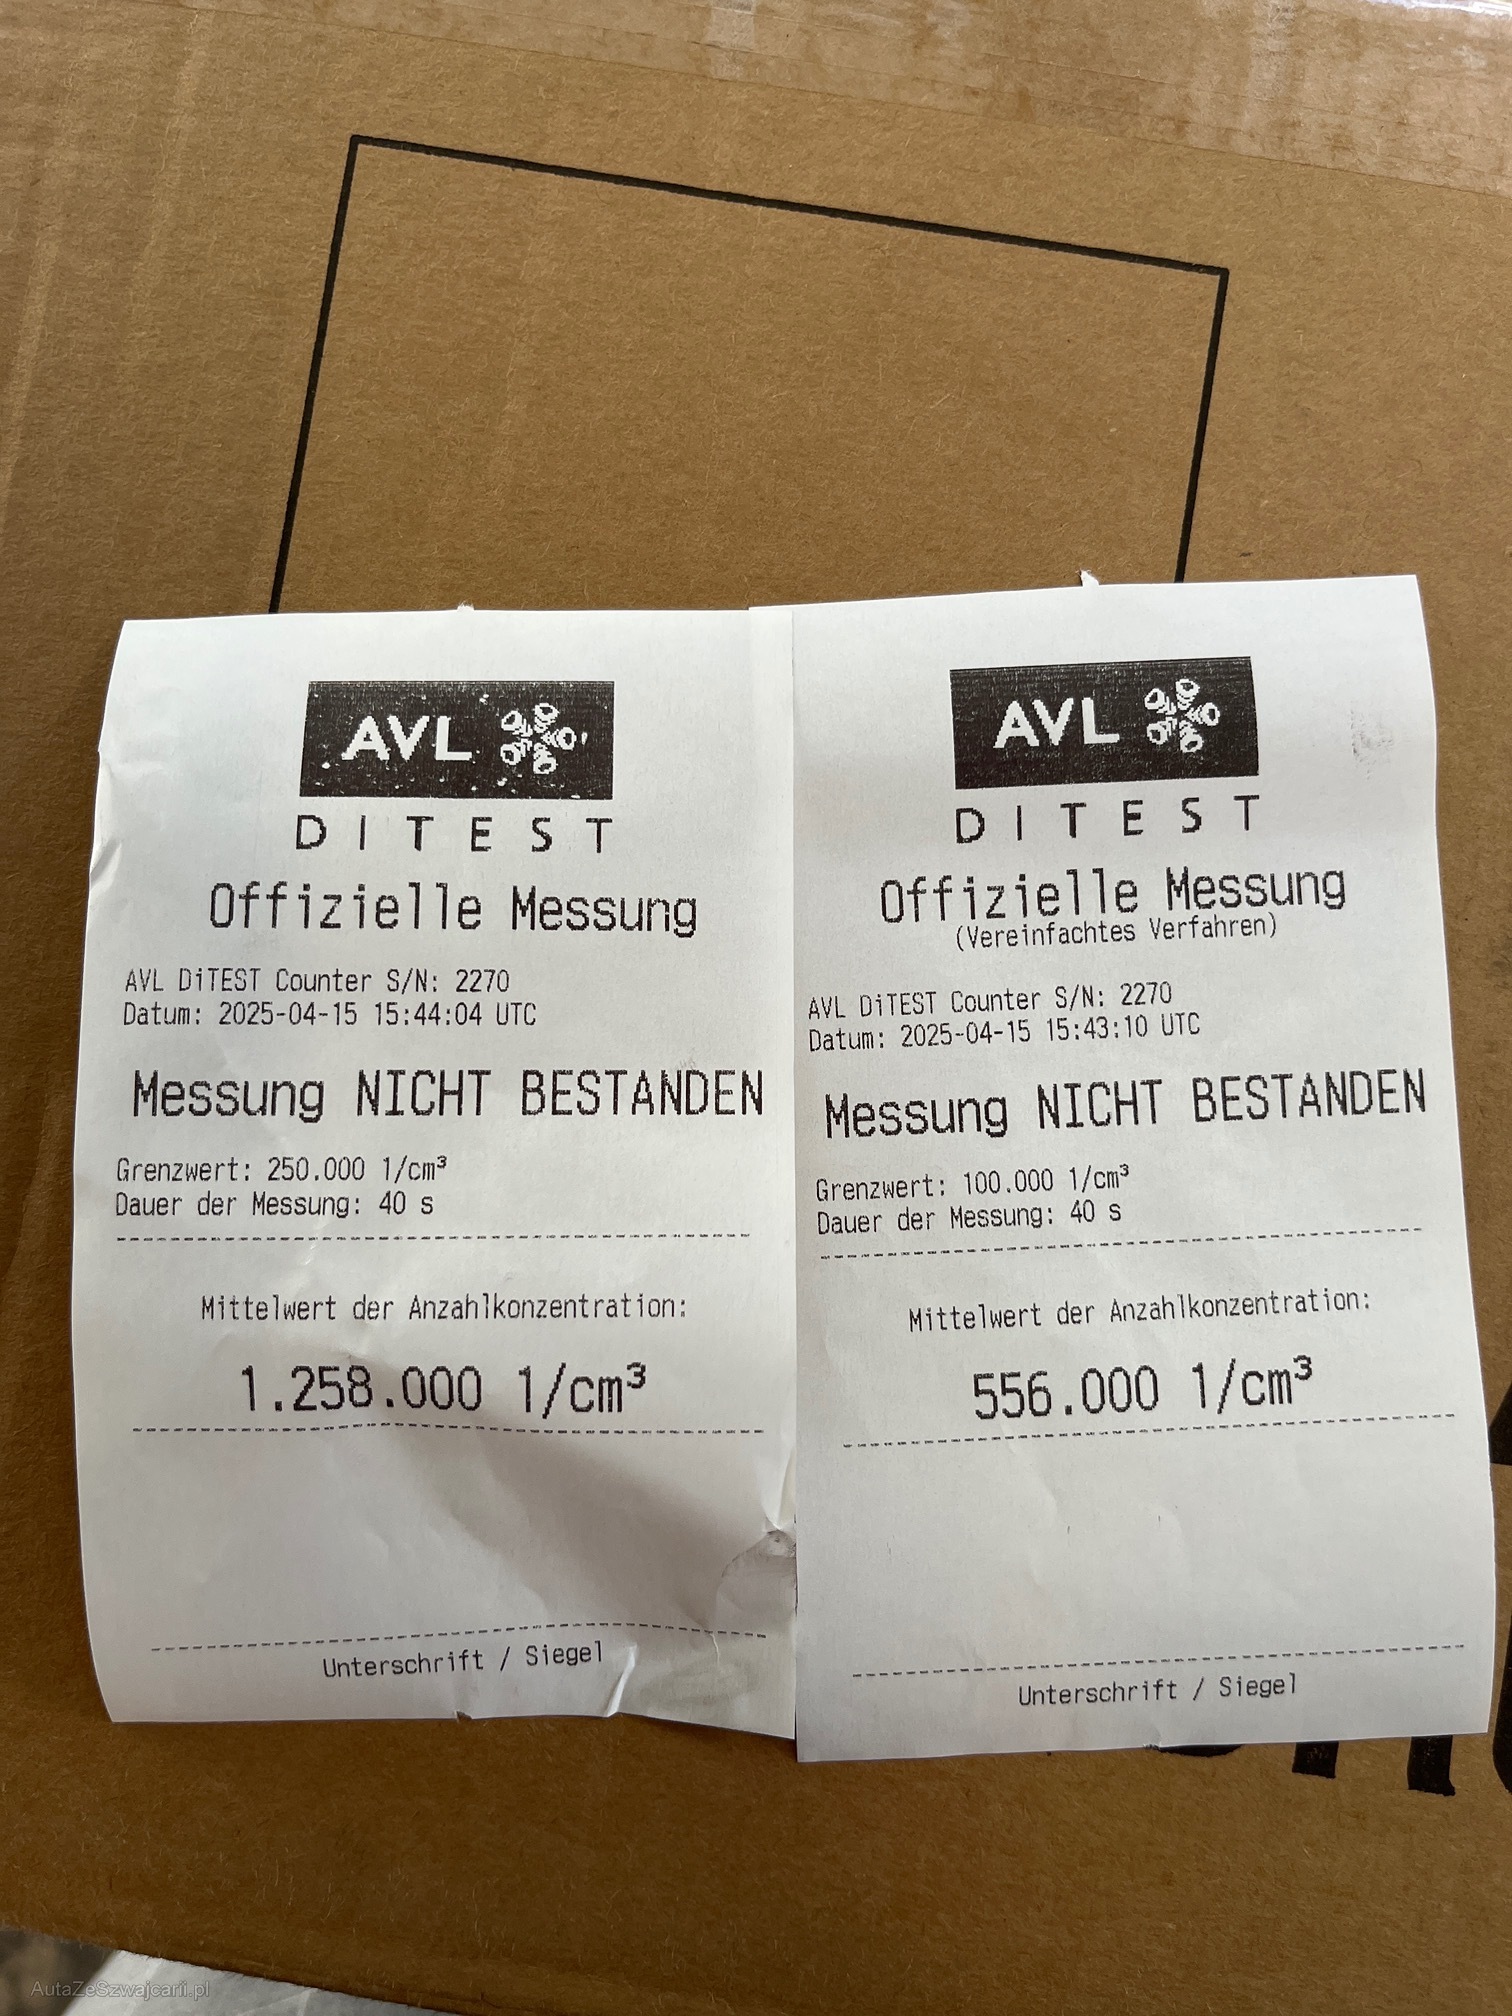 AVL
DITEST
Offizielle Messung
AVL DiTEST Counter S/N: 2270
Datum: 2025-04-15 15:44:04 UTC
Messung NICHT BESTANDEN
Grenzwert: 250.000 1/cm³
Dauer der Messung: 40 s
Mittelwert der Anzahlkonzentration:
1.258.000 1/cm³
Unterschrift / Siegel
AVL
DITEST
Offizielle Messung
(Vereinfachtes Verfahren)
AVL DiTEST Counter S/N: 2270
Datum: 2025-04-15 15:43:10 UTC
Messung NICHT BESTANDEN
Grenzwert: 100.000 1/cm³
Dauer der Messung: 40 s
Mittelwert der Anzahlkonzentration:
556.000 1/cm³
Unterschrift / Siegel
AutaZeSzwajcarii.pl